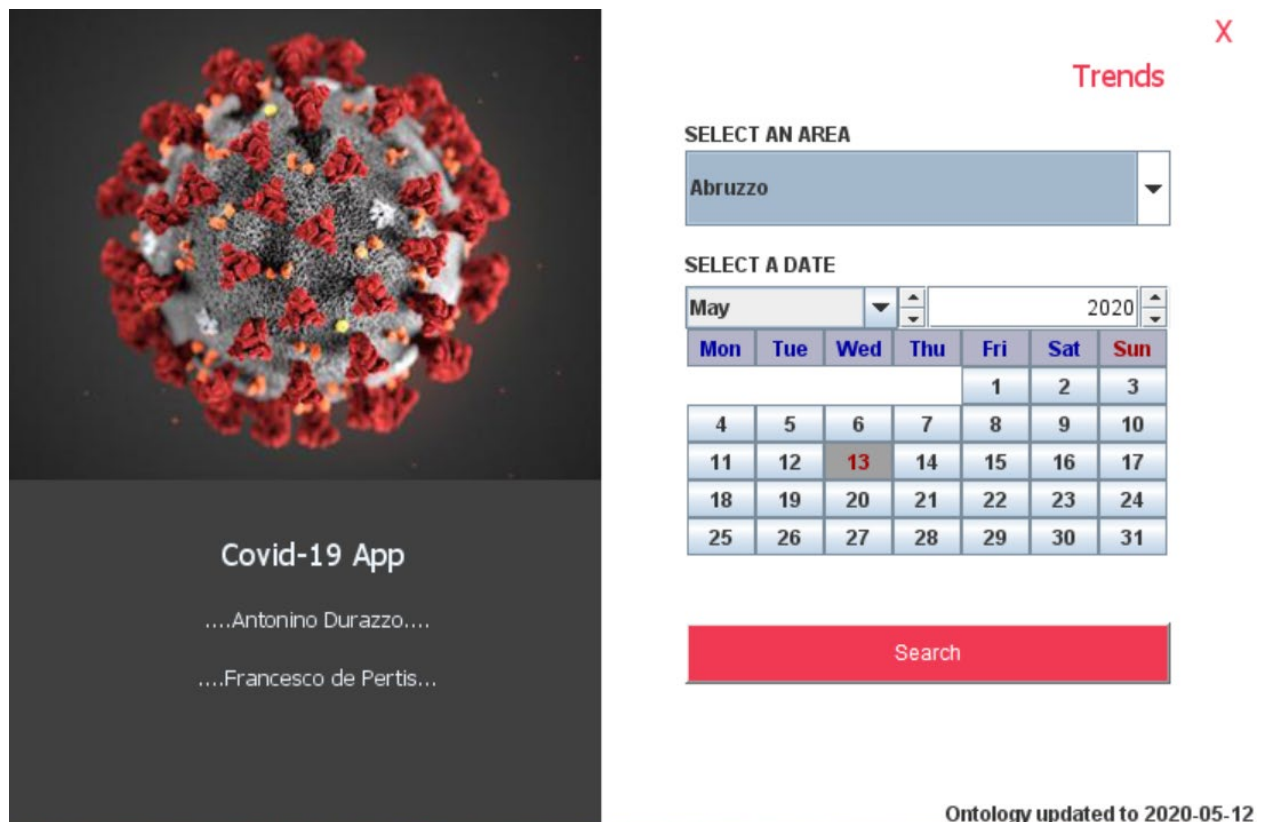 X
Trends
SELECT AN AREA
Abruzzo
SELECT A DATE
May 2020
Mon Tue Wed Thu Fri Sat Sun
1 2 3
4 5 6 7 8 9 10
11 12 13 14 15 16 17
18 19 20 21 22 23 24
25 26 27 28 29 30 31
Search
Ontology updated to 2020-05-12
Covid-19 App
....Antonino Durazzo....
....Francesco de Pertis...